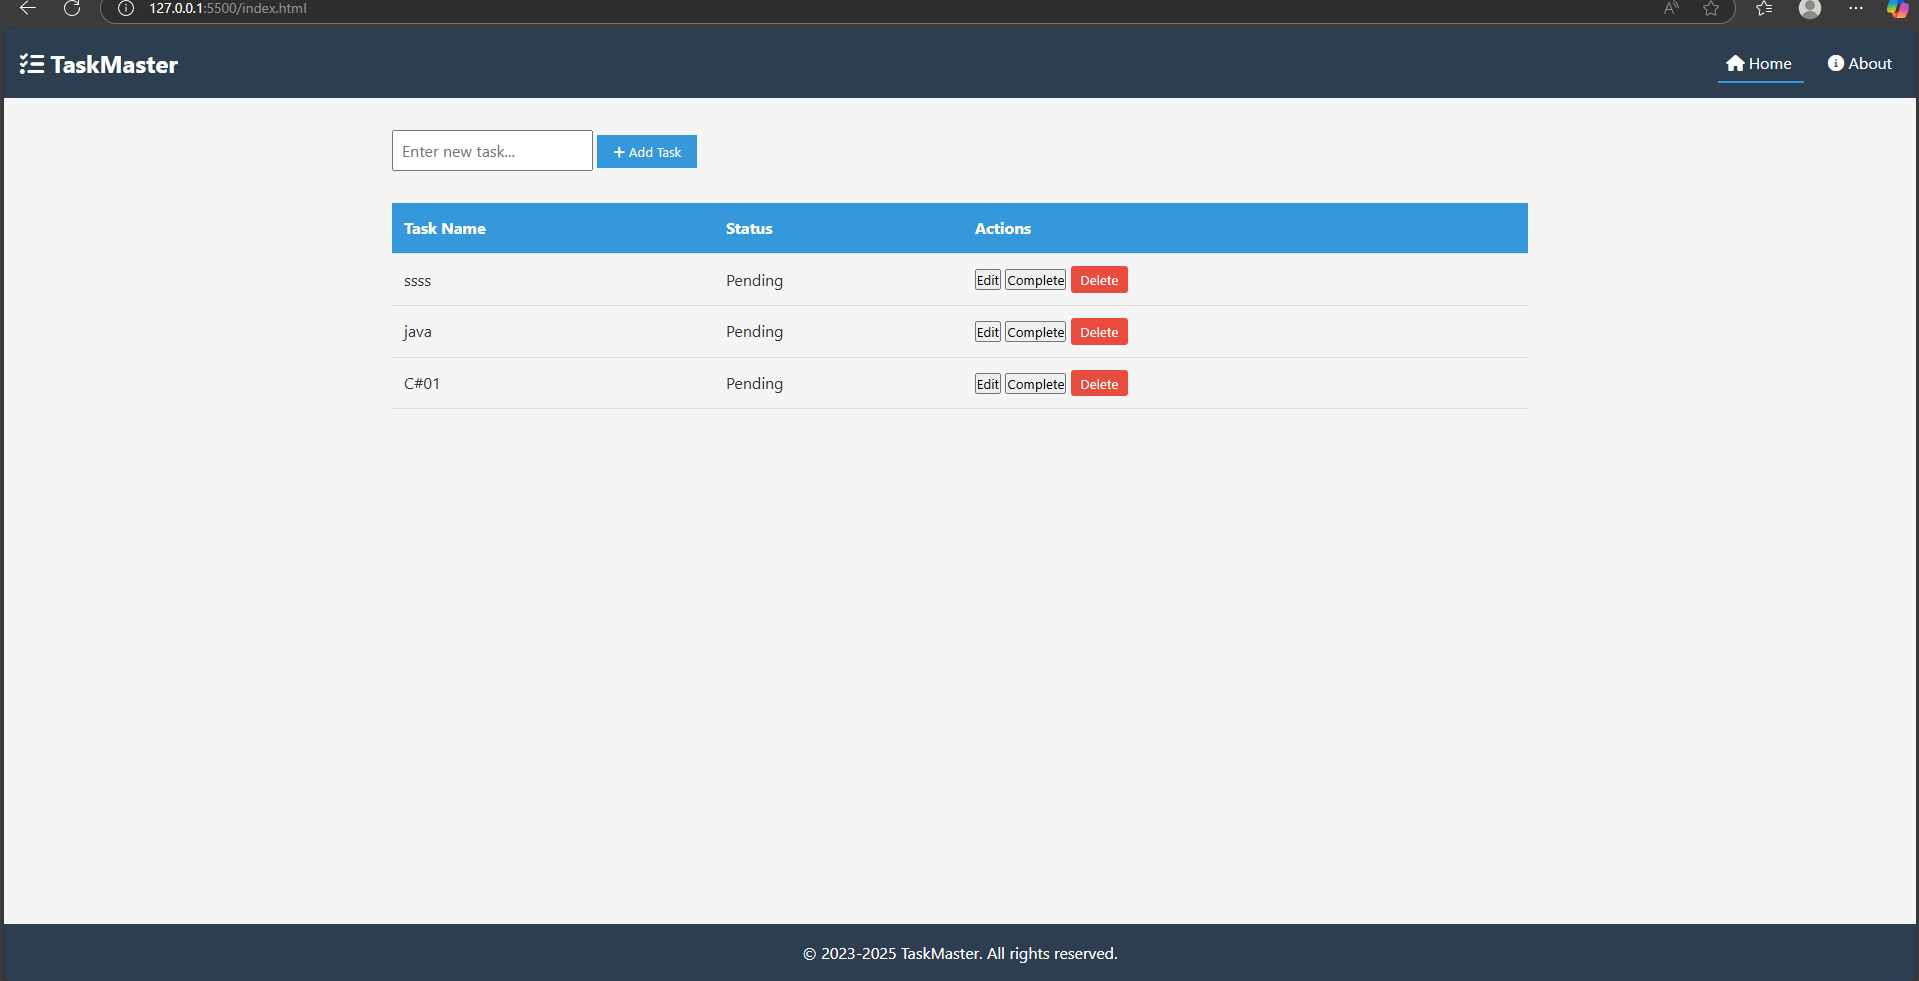 127.0.0.1:5500/index.html
TaskMaster
Home
About
Enter new task...
+ Add Task
Task Name Status Actions
ssss Pending Edit Complete Delete
java Pending Edit Complete Delete
C#01 Pending Edit Complete Delete
© 2023-2025 TaskMaster. All rights reserved.